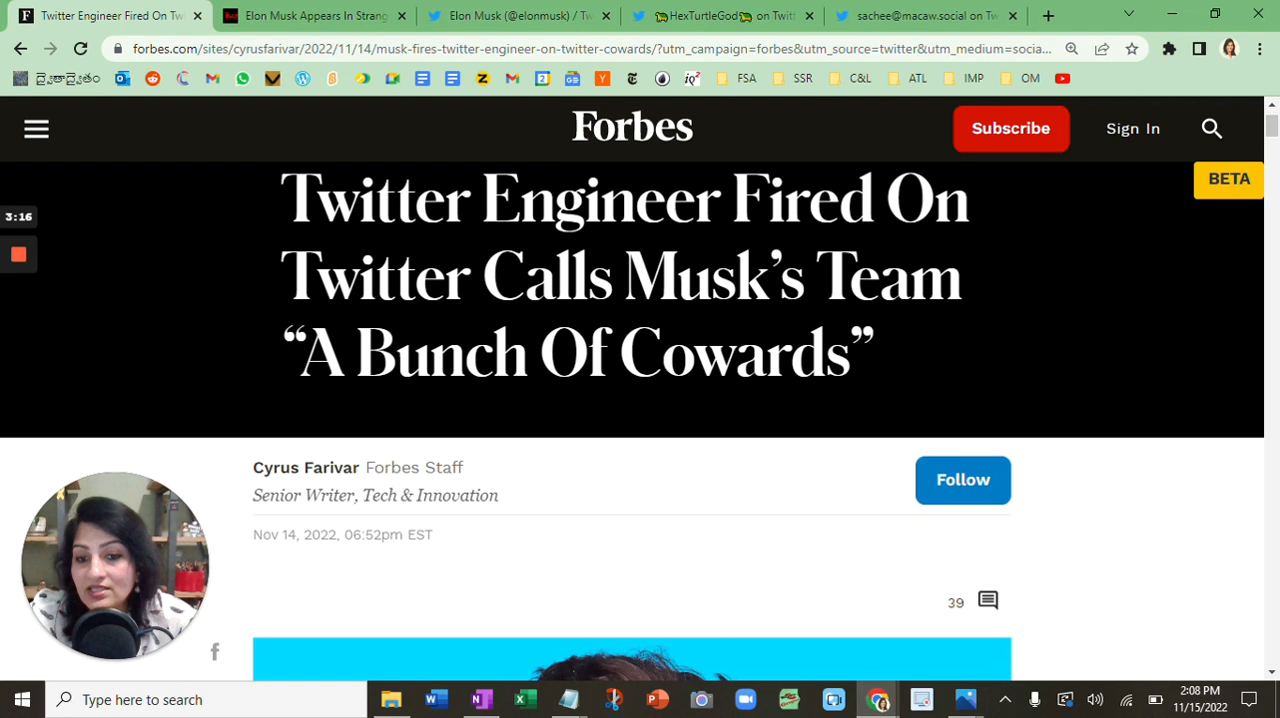 Twitter Engineer Fired On Tw
Elon Musk Appears In Strang
Elon Musk (@elonmusk) / Tw
🐢HexTurtleGod🐢 on Twitt
sachee@macaw.social on Tw
forbes.com/sites/cyrusfarivar/2022/11/14/musk-fires-twitter-engineer-on-twitter-cowards/?utm_campaign=forbes&utm_source=twitter&utm_medium=socia...
FSA
SSR
C&L
ATL
IMP
OM
Forbes
Subscribe
Sign In
BETA
3:16
Twitter Engineer Fired On
Twitter Calls Musk's Team
“A Bunch Of Cowards”
Cyrus Farivar Forbes Staff
Senior Writer, Tech & Innovation
Follow
Nov 14, 2022, 06:52pm EST
39
Type here to search
2:08 PM
11/15/2022